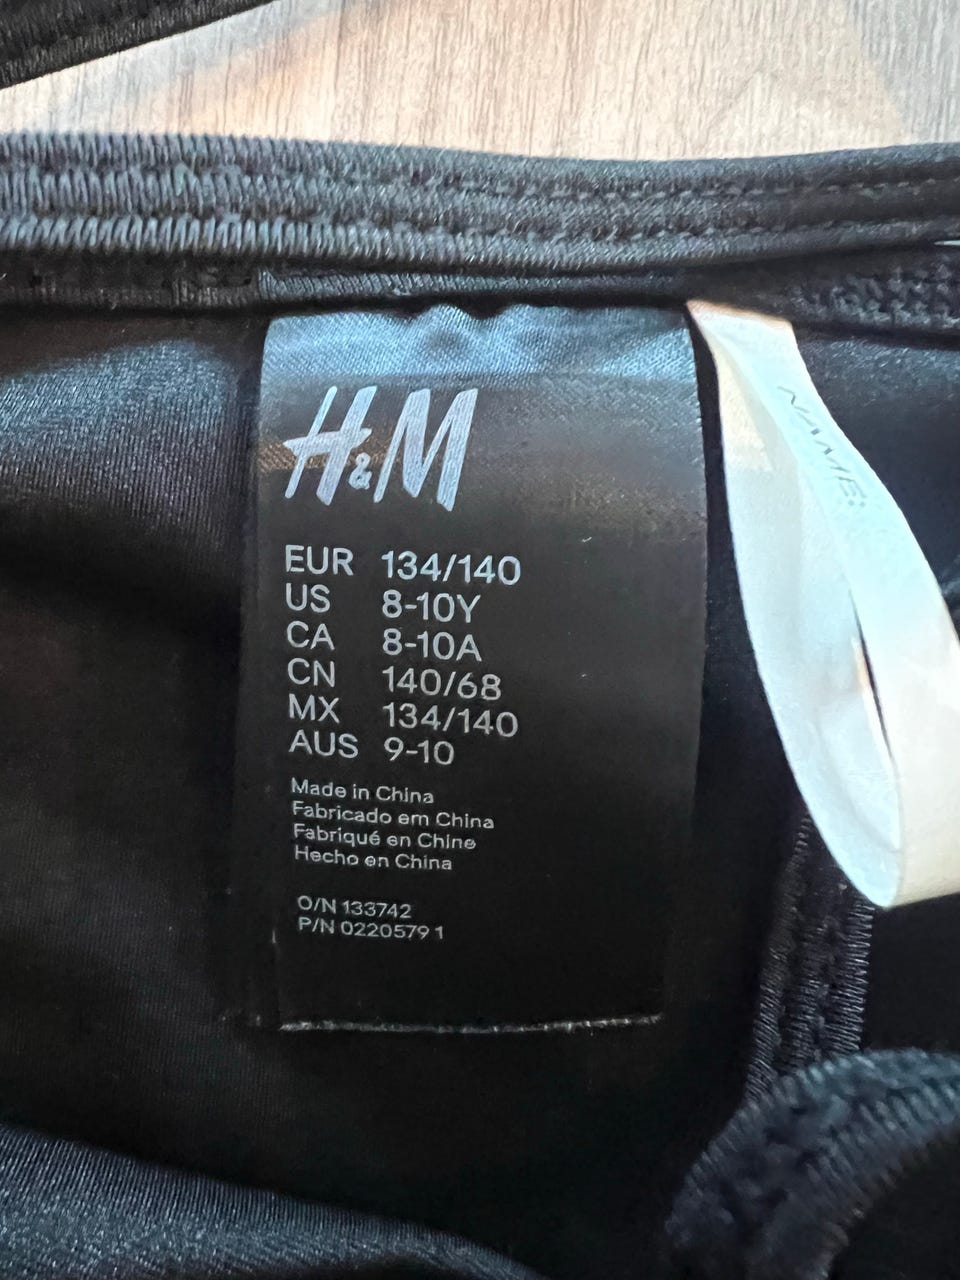 H&M
EUR 134/140
US 8-10Y
CA 8-10A
CN 140/68
MX 134/140
AUS 9-10
Made in China
Fabricado em China
Fabriqué en Chine
Hecho en China
O/N 133742
P/N 02205791
NAME: